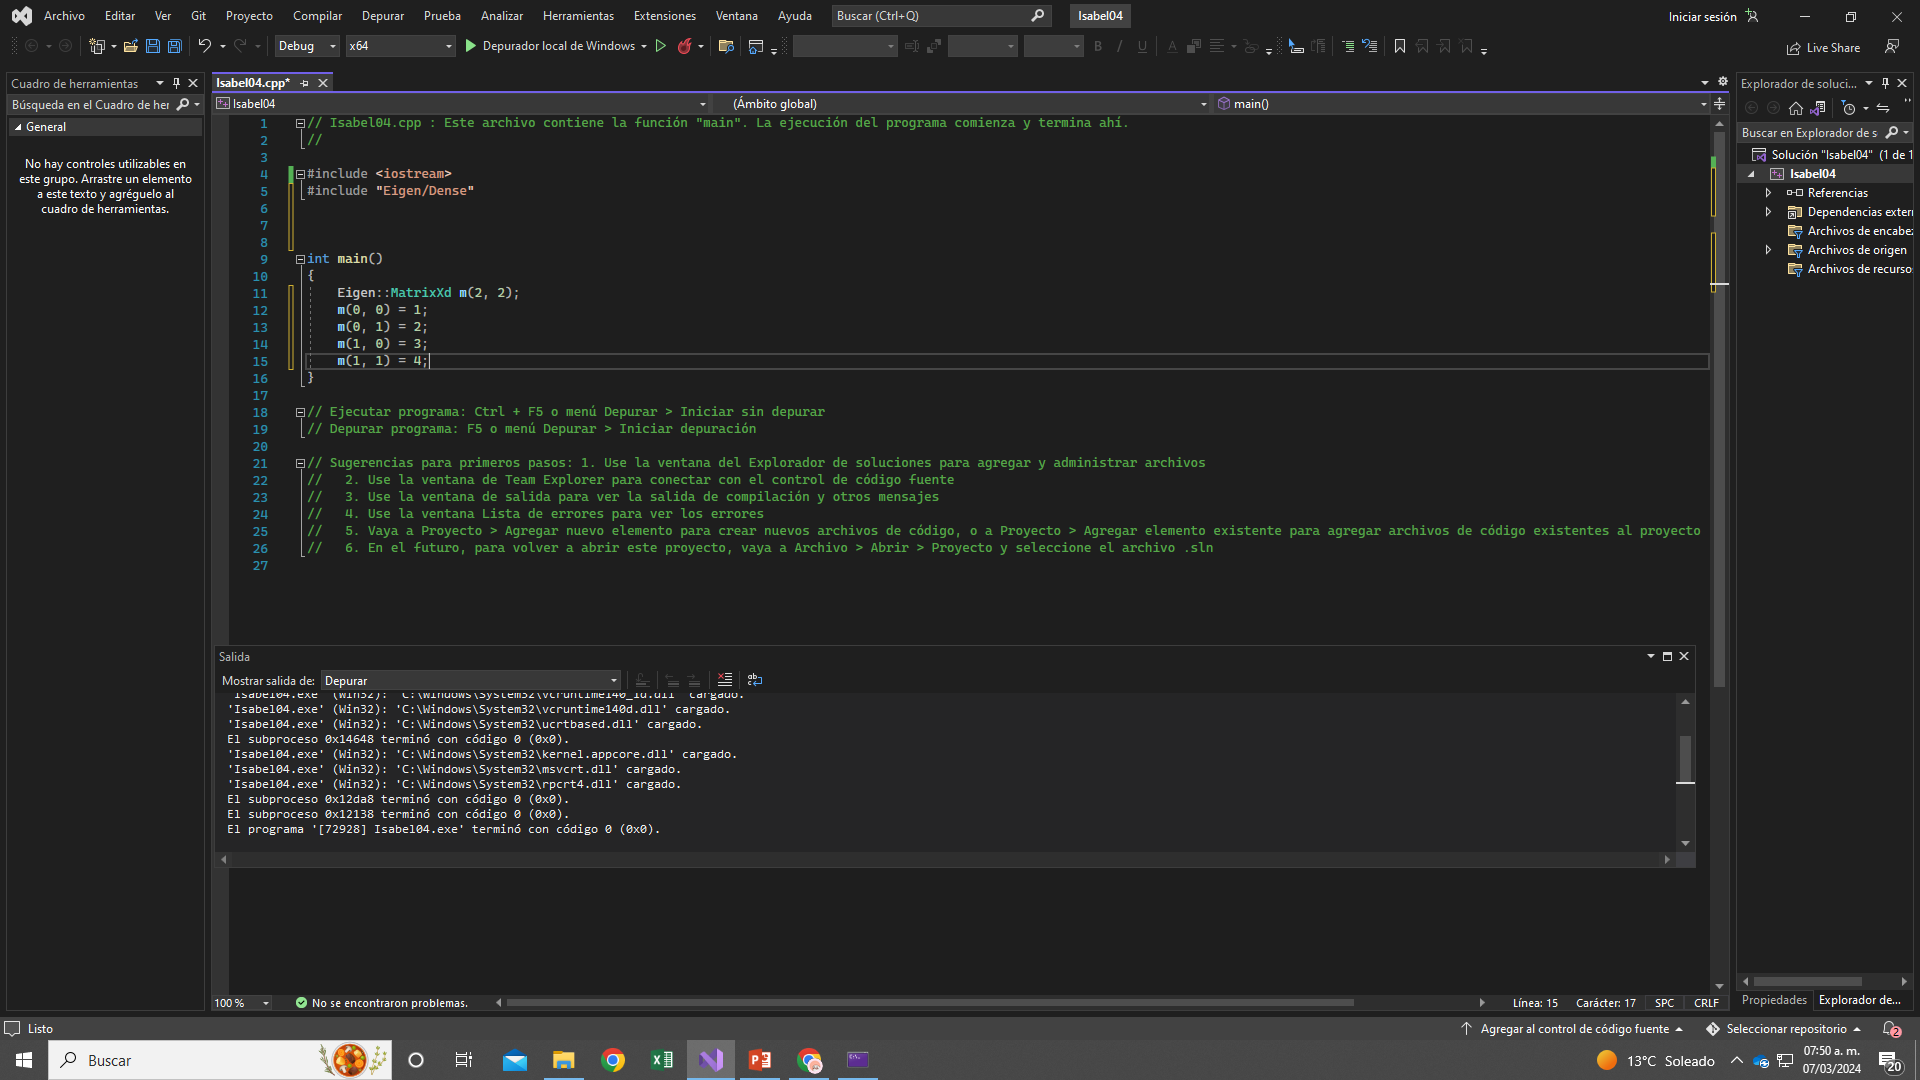 Archivo Editar Ver Git Proyecto Compilar Depurar Prueba Analizar Herramientas Extensiones Ventana Ayuda Buscar (Ctrl+Q) Isabel04 Iniciar sesión
Debug x64 Depurador local de Windows Live Share
Cuadro de herramientas
Búsqueda en el Cuadro de her
General
No hay controles utilizables en
este grupo. Arrastre un elemento
a este texto y agréguelo al
cuadro de herramientas.
Isabel04.cpp*
Isabel04 (Ámbito global) main()
1 // Isabel04.cpp : Este archivo contiene la función "main". La ejecución del programa comienza y termina ahí.
2 //
3
4 #include <iostream>
5 #include "Eigen/Dense"
6
7
8
9 int main()
10 {
11 Eigen::MatrixXd m(2, 2);
12 m(0, 0) = 1;
13 m(0, 1) = 2;
14 m(1, 0) = 3;
15 m(1, 1) = 4;
16 }
17
18 // Ejecutar programa: Ctrl + F5 o menú Depurar > Iniciar sin depurar
19 // Depurar programa: F5 o menú Depurar > Iniciar depuración
20
21 // Sugerencias para primeros pasos: 1. Use la ventana del Explorador de soluciones para agregar y administrar archivos
22 // 2. Use la ventana de Team Explorer para conectar con el control de código fuente
23 // 3. Use la ventana de salida para ver la salida de compilación y otros mensajes
24 // 4. Use la ventana Lista de errores para ver los errores
25 // 5. Vaya a Proyecto > Agregar nuevo elemento para crear nuevos archivos de código, o a Proyecto > Agregar elemento existente para agregar archivos de código existentes al proyecto
26 // 6. En el futuro, para volver a abrir este proyecto, vaya a Archivo > Abrir > Proyecto y seleccione el archivo .sln
27
Salida
Mostrar salida de: Depurar
'Isabel04.exe' (Win32): 'C:\Windows\System32\vcruntime140_1d.dll' cargado.
'Isabel04.exe' (Win32): 'C:\Windows\System32\vcruntime140d.dll' cargado.
'Isabel04.exe' (Win32): 'C:\Windows\System32\ucrtbased.dll' cargado.
El subproceso 0x14648 terminó con código 0 (0x0).
'Isabel04.exe' (Win32): 'C:\Windows\System32\kernel.appcore.dll' cargado.
'Isabel04.exe' (Win32): 'C:\Windows\System32\msvcrt.dll' cargado.
'Isabel04.exe' (Win32): 'C:\Windows\System32\rpcrt4.dll' cargado.
El subproceso 0x12da8 terminó con código 0 (0x0).
El subproceso 0x12138 terminó con código 0 (0x0).
El programa '[72928] Isabel04.exe' terminó con código 0 (0x0).
100 % No se encontraron problemas. Línea: 15 Carácter: 17 SPC CRLF
Explorador de soluci...
Buscar en Explorador de s
Solución "Isabel04" (1 de 1
Isabel04
Referencias
Dependencias exter
Archivos de encabe
Archivos de origen
Archivos de recurso
Propiedades Explorador de...
Listo Agregar al control de código fuente Seleccionar repositorio 2
Buscar 13°C Soleado 07:50 a. m.
07/03/2024 20